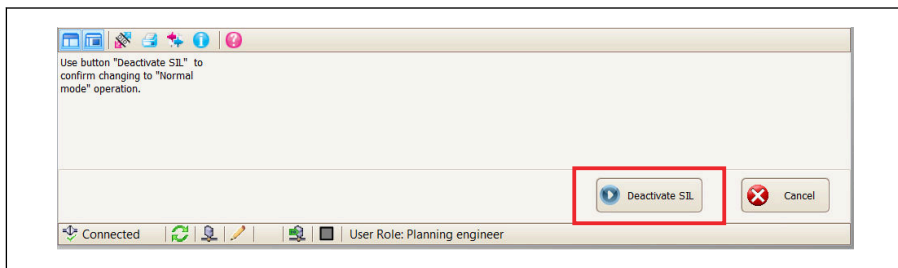 Use button "Deactivate SIL" to
confirm changing to "Normal
mode" operation.
Deactivate SIL
Cancel
Connected
User Role: Planning engineer